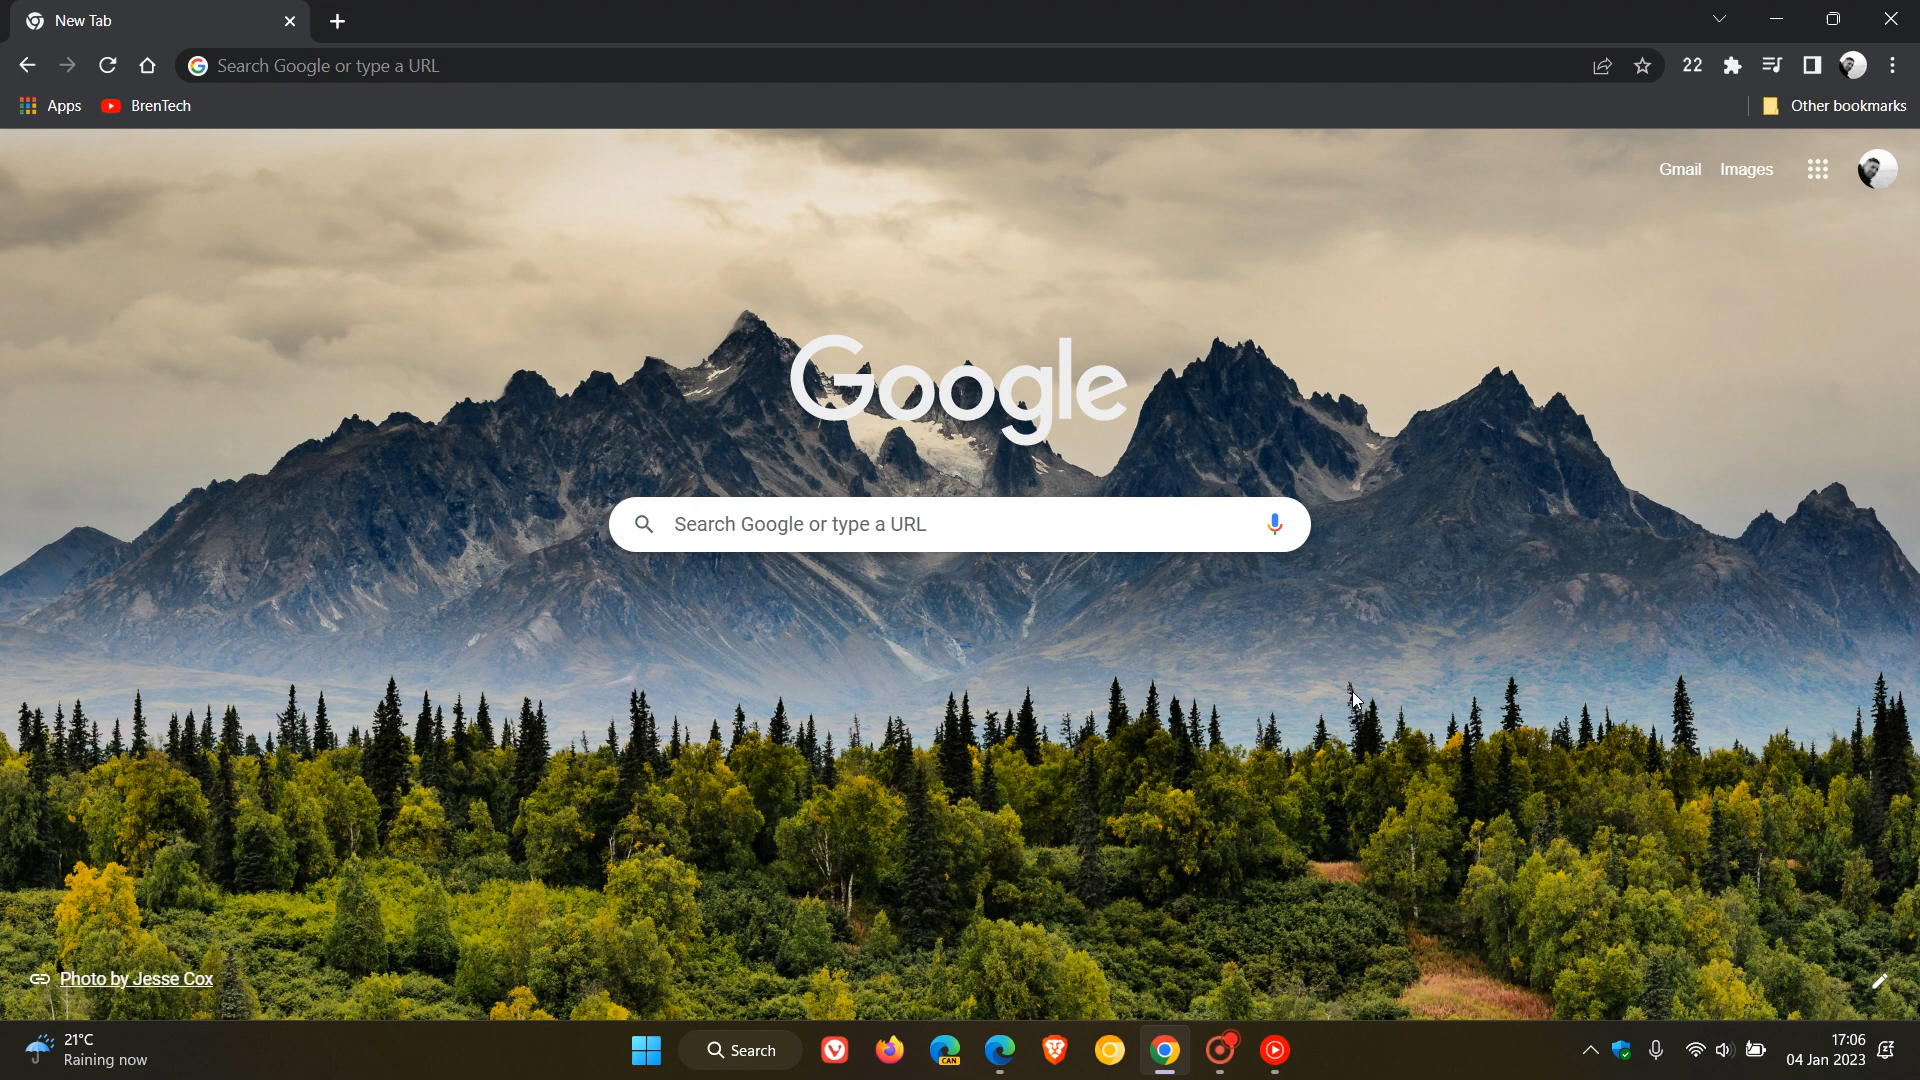 New Tab
Search Google or type a URL
22
Apps
BrenTech
Other bookmarks
Gmail
Images
Google
Search Google or type a URL
Photo by Jesse Cox
21°C
Raining now
Search
CAN
17:06
04 Jan 2023